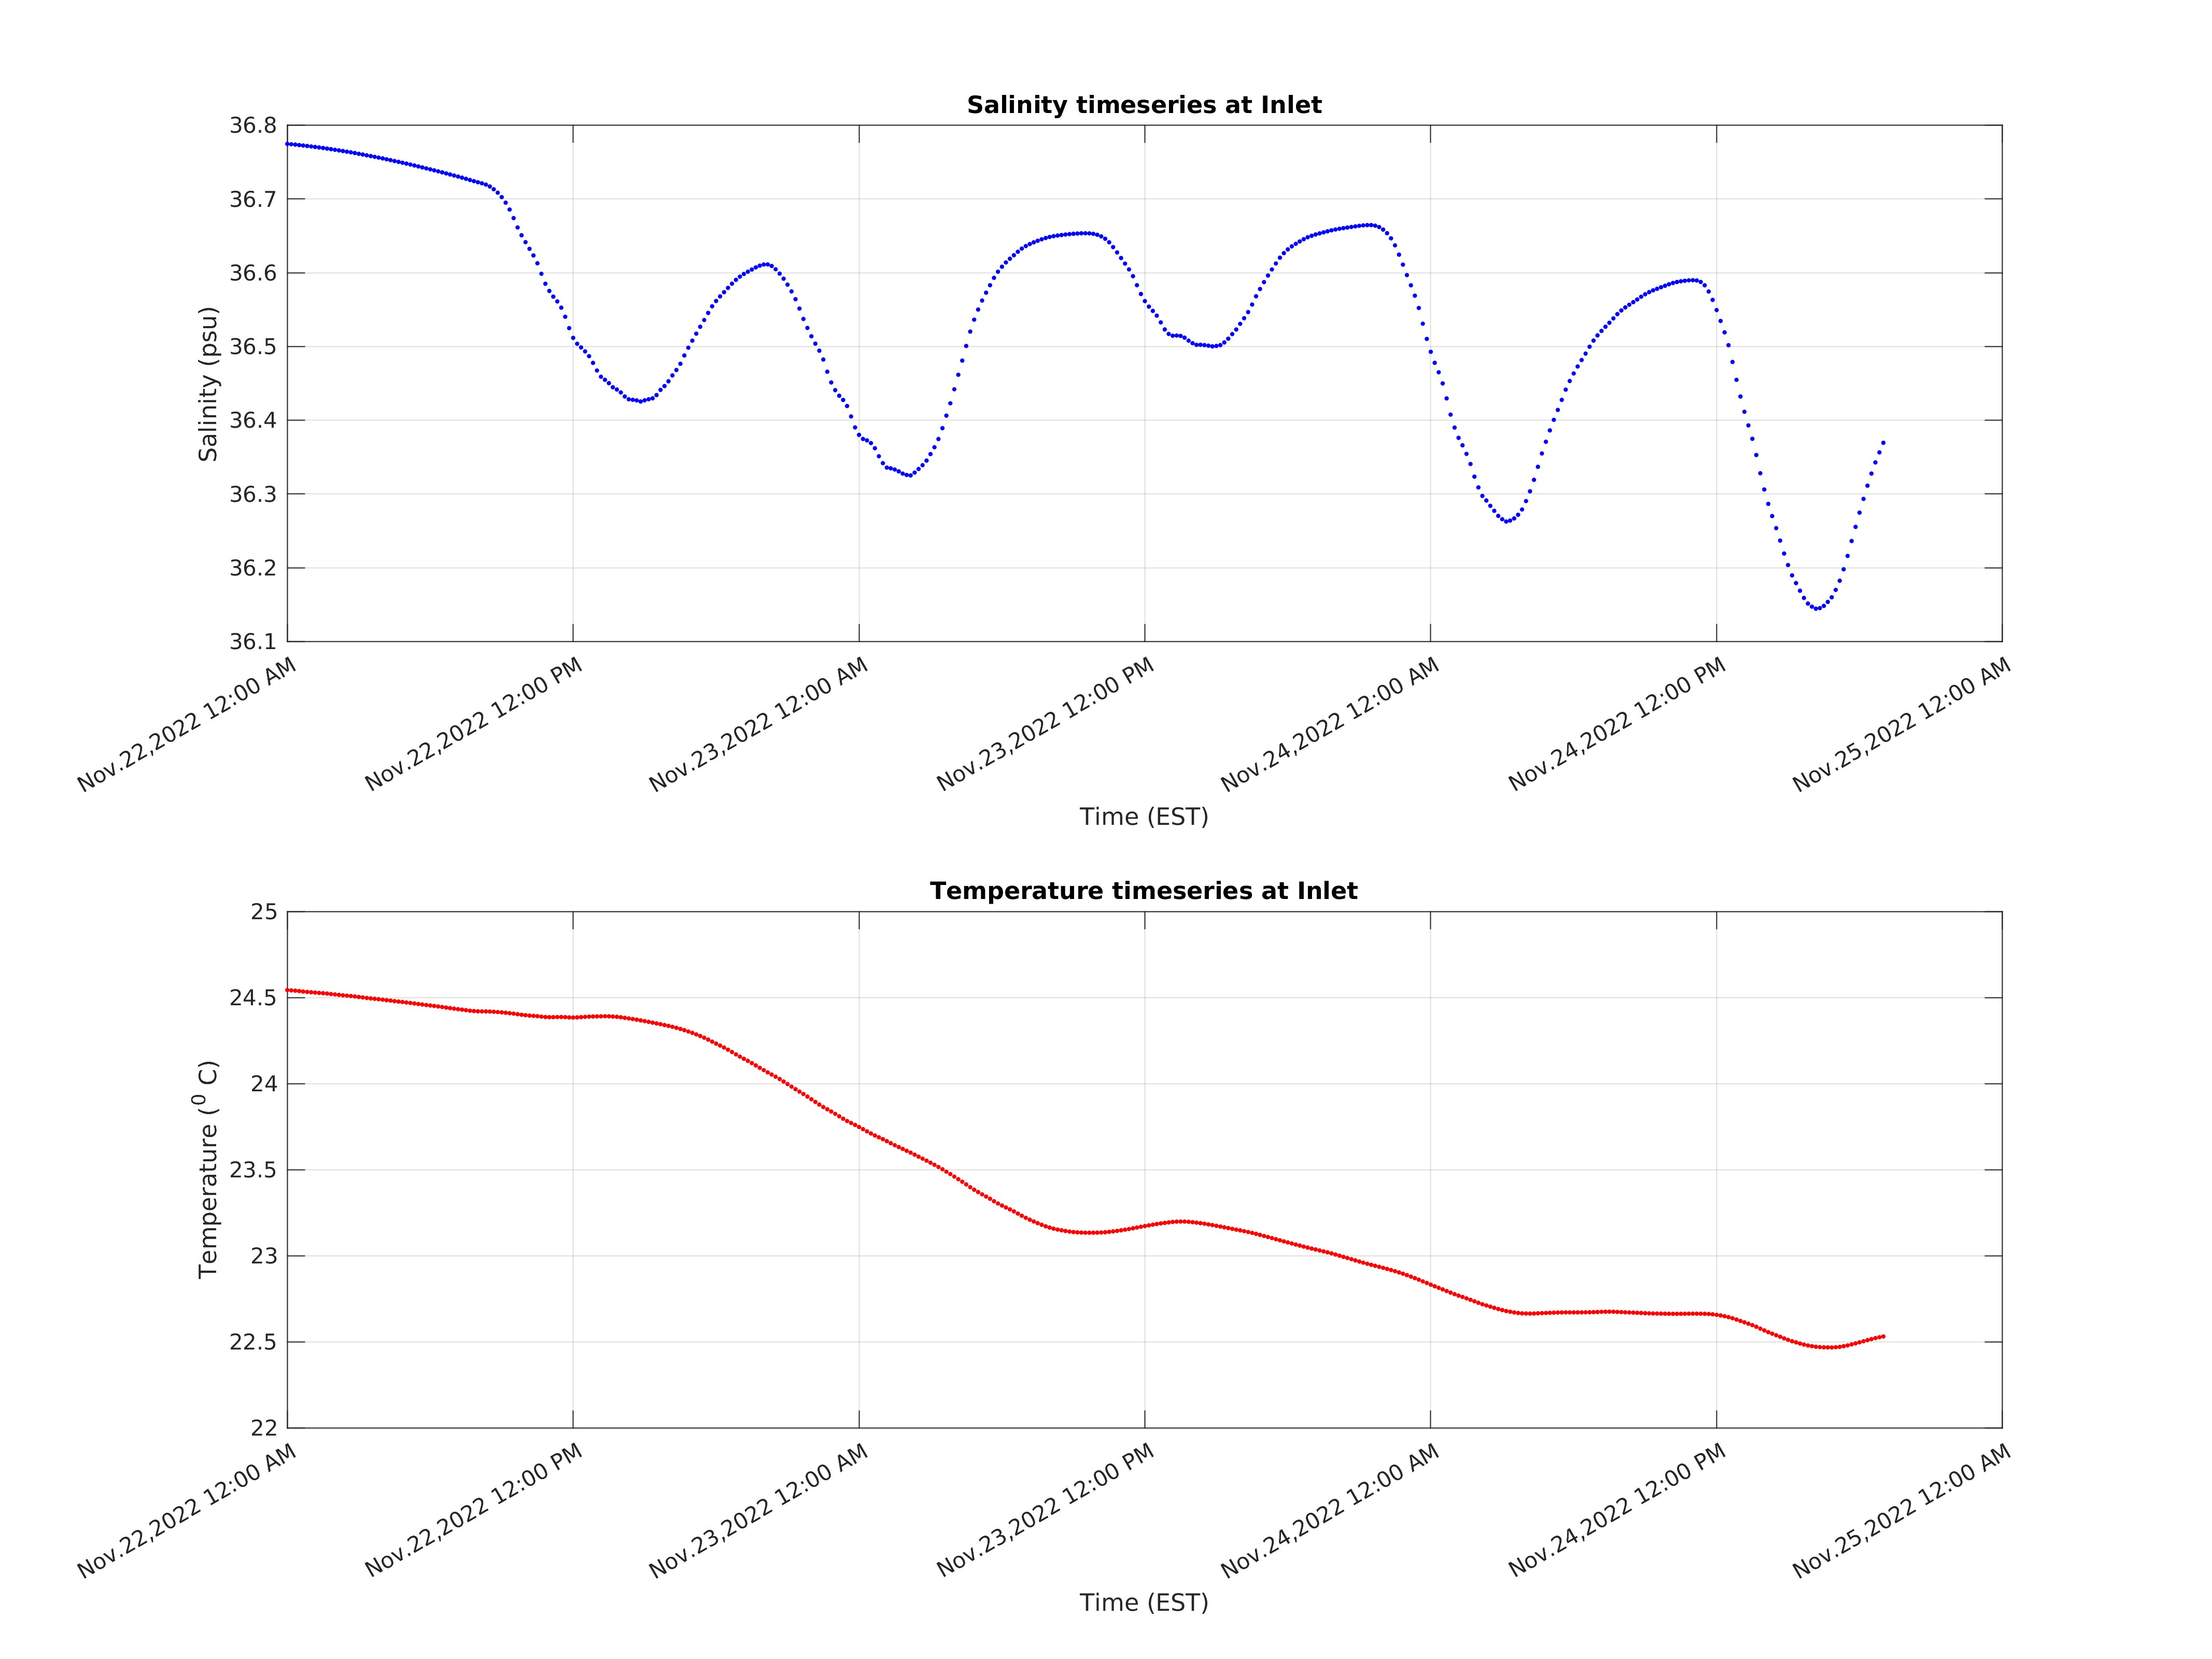 Salinity timeseries at Inlet
36.8
36.7
36.6
36.5
36.4
36.3
36.2
36.1
Salinity (psu)
Nov.22,2022 12:00 AM
Nov.22,2022 12:00 PM
Nov.23,2022 12:00 AM
Nov.23,2022 12:00 PM
Nov.24,2022 12:00 AM
Nov.24,2022 12:00 PM
Nov.25,2022 12:00 AM
Time (EST)
Temperature timeseries at Inlet
25
24.5
24
23.5
23
22.5
22
Temperature (⁰ C)
Nov.22,2022 12:00 AM
Nov.22,2022 12:00 PM
Nov.23,2022 12:00 AM
Nov.23,2022 12:00 PM
Nov.24,2022 12:00 AM
Nov.24,2022 12:00 PM
Nov.25,2022 12:00 AM
Time (EST)